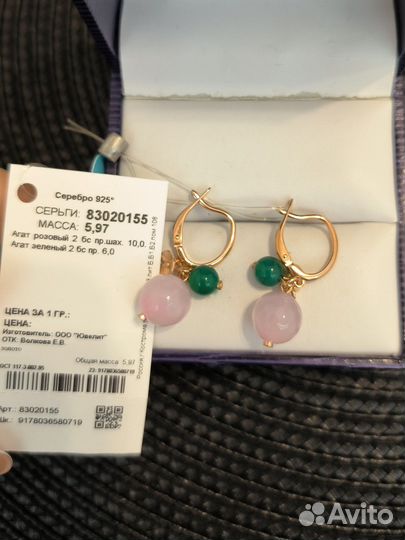 Серебро 925°
СЕРЬГИ: 83020155
МАССА: 5,97
Агат розовый 2 бс пр.шах. 10,0.
Агат зеленый 2 бс пр. 6,0
ЦЕНА ЗА 1 ГР.:
ЦЕНА:
Изготовитель: ООО "Ювелит"
ОТК: Волкова Е.В.
Общая масса 5,97
Арт.: 83020155
9178036580719
Avito